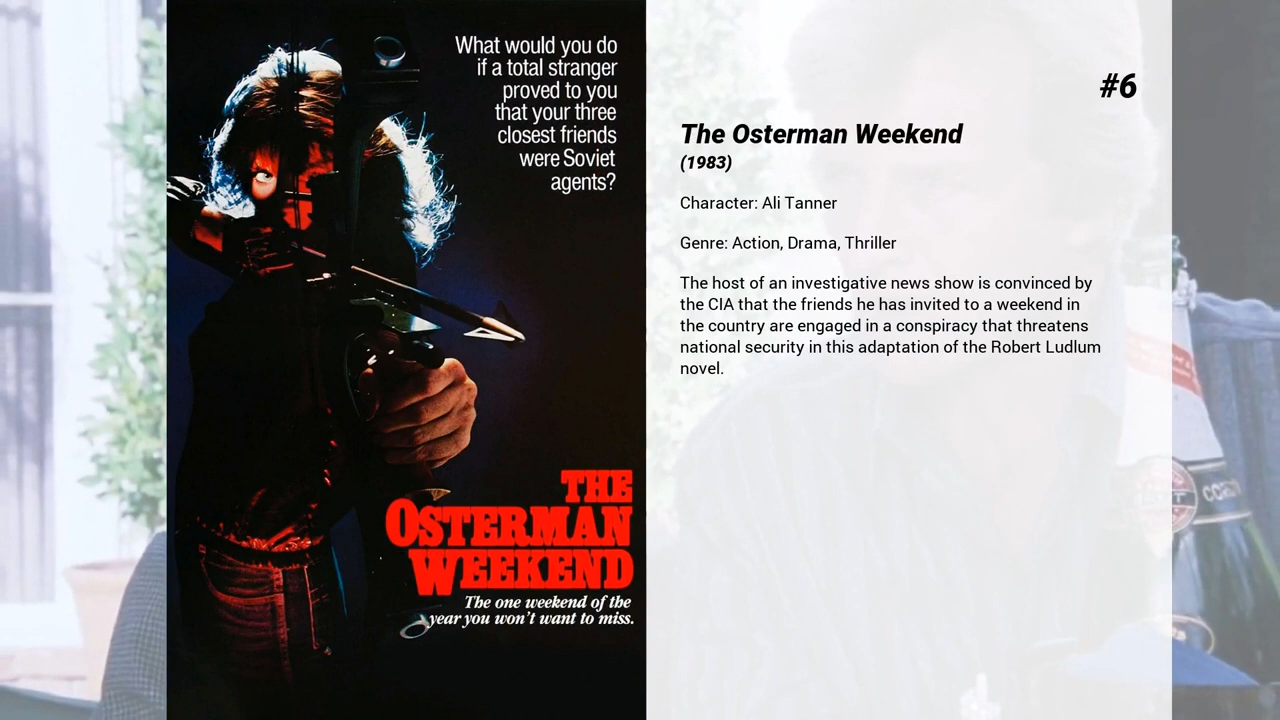 What would you do
if a total stranger
proved to you
that your three
closest friends
were Soviet
agents?
THE
OSTERMAN
WEEKEND
The one weekend of the
year you won't want to miss.
#6
The Osterman Weekend
(1983)
Character: Ali Tanner
Genre: Action, Drama, Thriller
The host of an investigative news show is convinced by
the CIA that the friends he has invited to a weekend in
the country are engaged in a conspiracy that threatens
national security in this adaptation of the Robert Ludlum
novel.